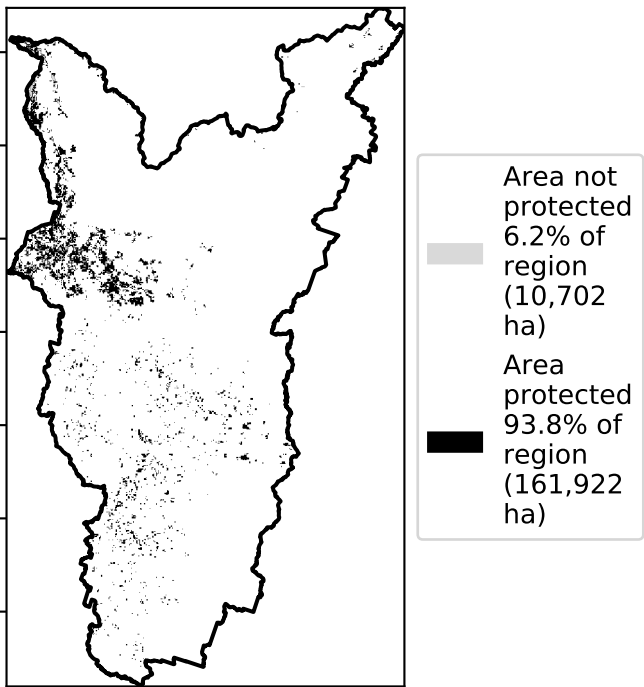 Area not
protected
6.2% of
region
(10,702
ha)
Area
protected
93.8% of
region
(161,922
ha)